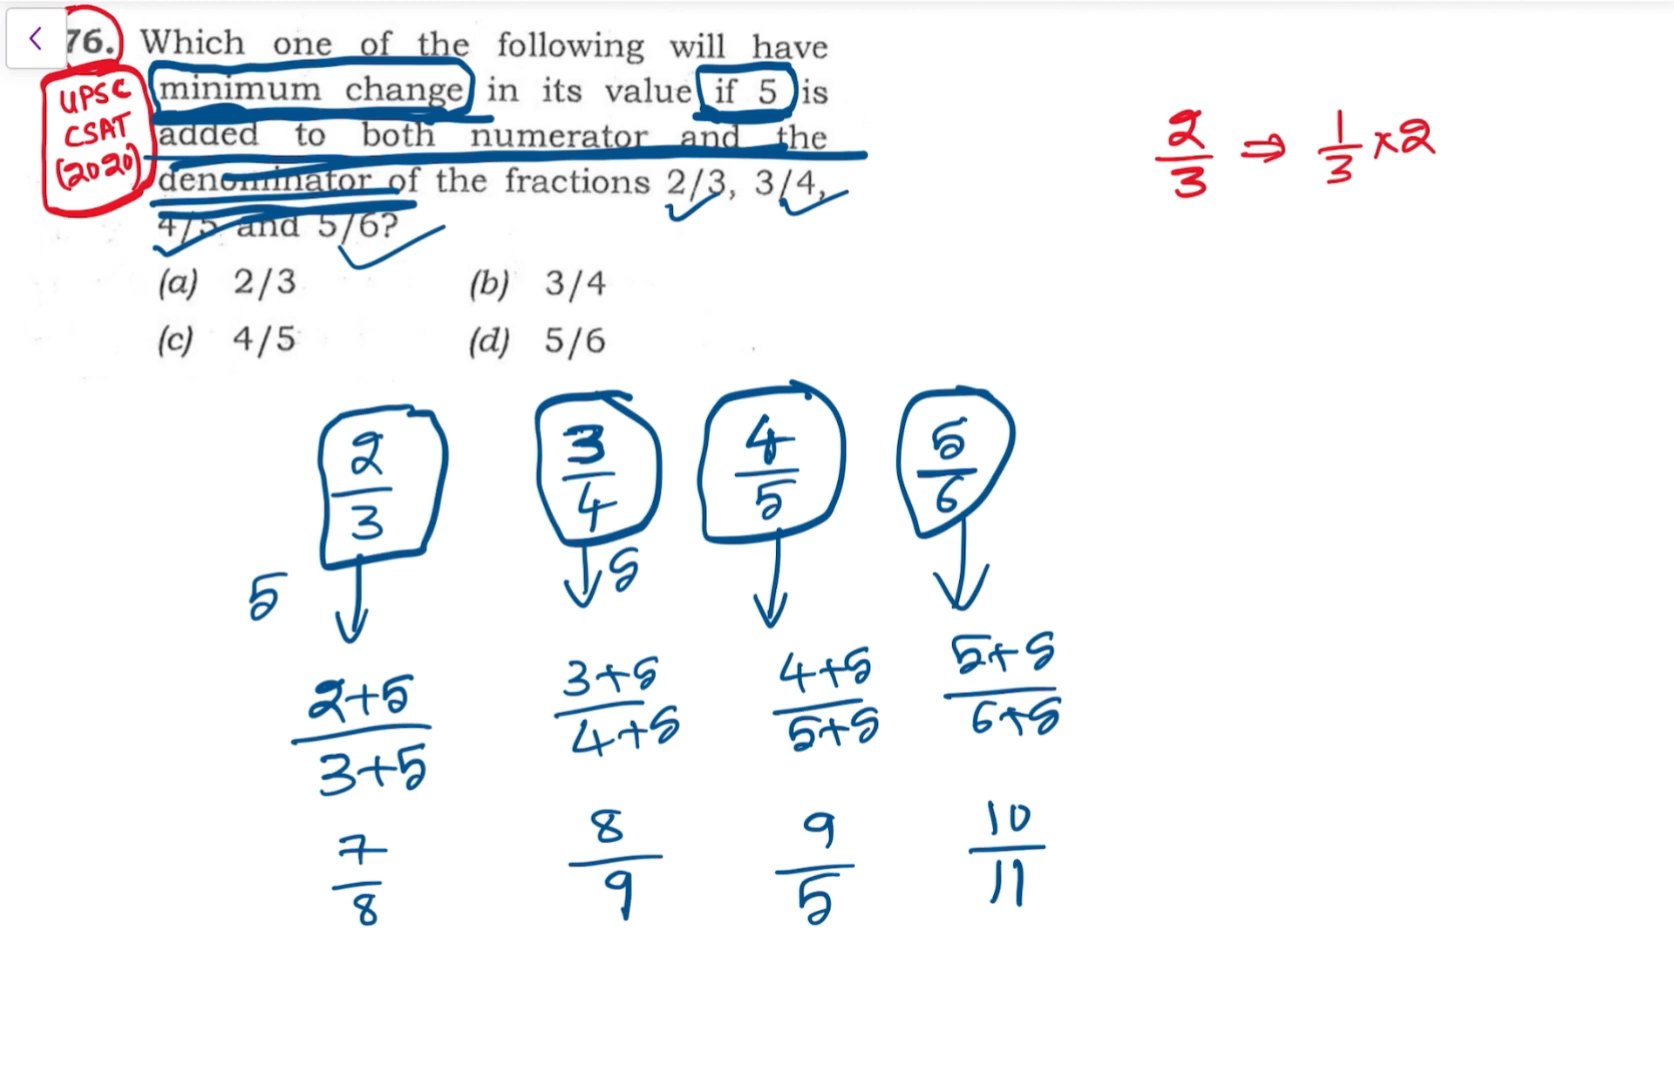 76. Which one of the following will have
minimum change in its value if 5 is
added to both numerator and the
denominator of the fractions 2/3, 3/4,
4/5 and 5/6?
(a) 2/3 (b) 3/4
(c) 4/5 (d) 5/6
UPSC
CSAT
(2020)
2/3 ⇒ 1/3 ×2
2/3 3/4 4/5 5/6
5 5
2+5/3+5 3+5/4+5 4+5/5+5 5+5/6+5
7/8 8/9 9/5 10/11